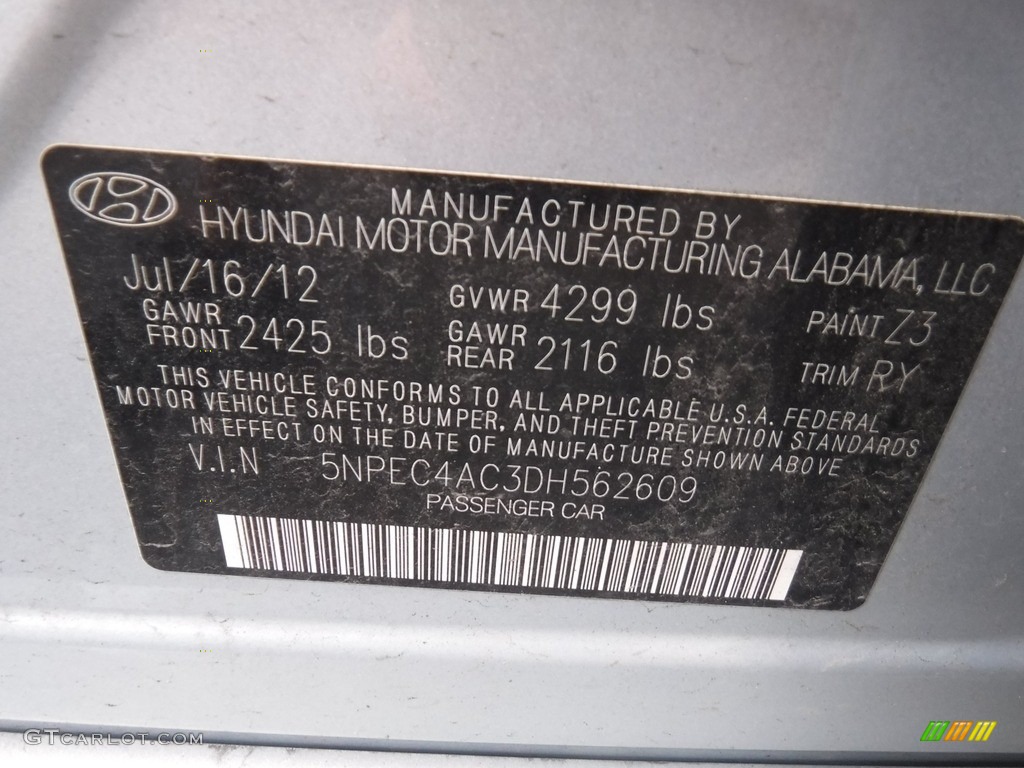 MANUFACTURED BY
HYUNDAI MOTOR MANUFACTURING ALABAMA, LLC
Jul/16/12 GVWR 4299 lbs PAINT Z3
GAWR FRONT 2425 lbs GAWR REAR 2116 lbs TRIM RY
THIS VEHICLE CONFORMS TO ALL APPLICABLE U.S.A. FEDERAL
MOTOR VEHICLE SAFETY, BUMPER, AND THEFT PREVENTION STANDARDS
IN EFFECT ON THE DATE OF MANUFACTURE SHOWN ABOVE
V.I.N 5NPEC4AC3DH562609
PASSENGER CAR
GTCARLOT.COM